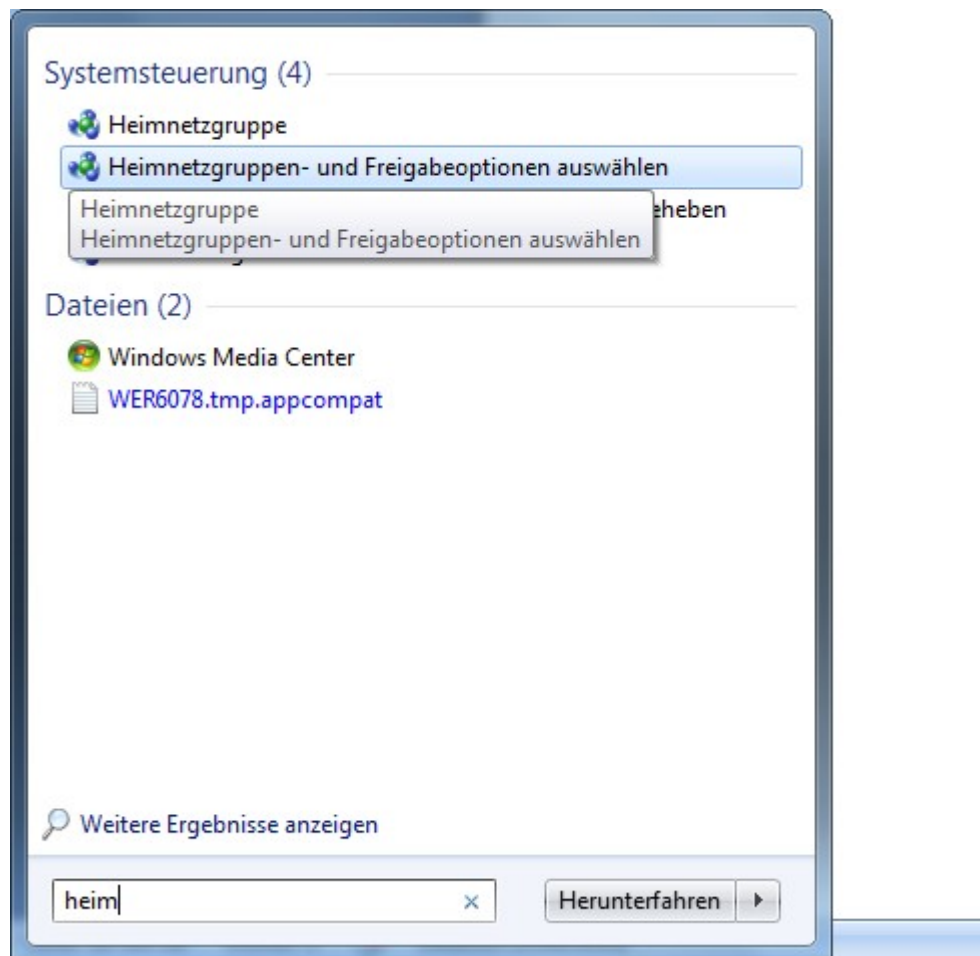 Systemsteuerung (4)
Heimnetzgruppe
Heimnetzgruppen- und Freigabeoptionen auswählen
Heimnetzgruppe
Heimnetzgruppen- und Freigabeoptionen auswählen
Dateien (2)
Windows Media Center
WER6078.tmp.appcompat
Weitere Ergebnisse anzeigen
heim
Herunterfahren